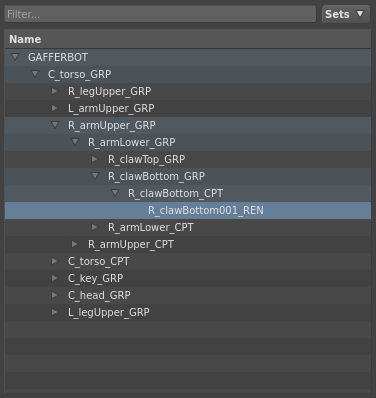 Filter...
Sets
Name
GAFFERBOT
C_torso_GRP
R_legUpper_GRP
L_armUpper_GRP
R_armUpper_GRP
R_armLower_GRP
R_clawTop_GRP
R_clawBottom_GRP
R_clawBottom_CPT
R_clawBottom001_REN
R_armLower_CPT
R_armUpper_CPT
C_torso_CPT
C_key_GRP
C_head_GRP
L_legUpper_GRP